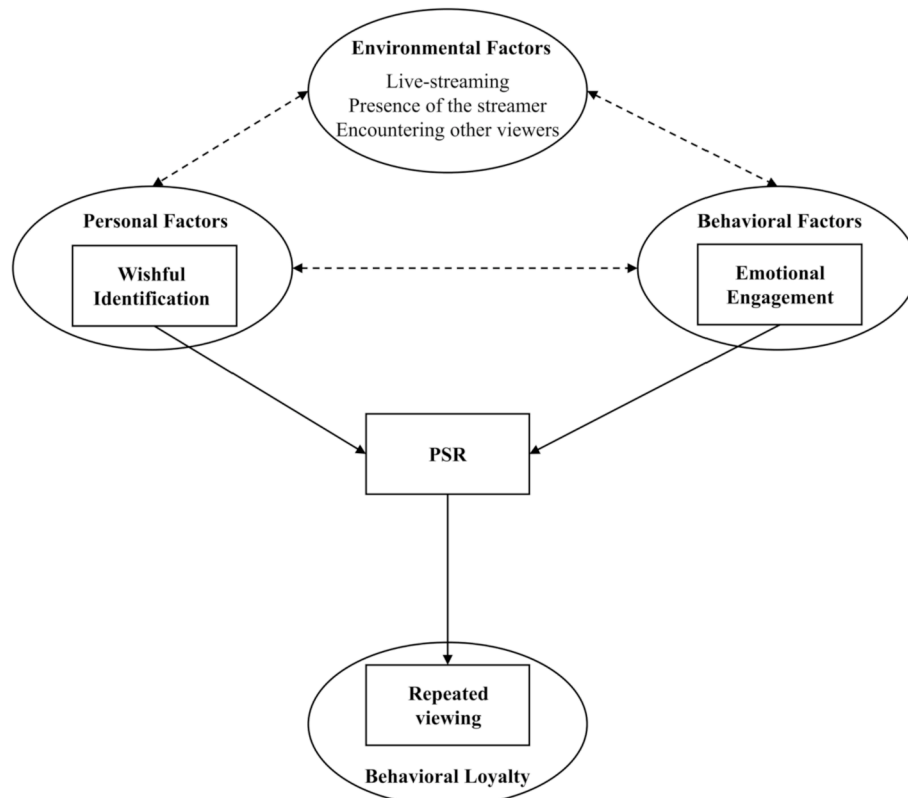 Environmental Factors
Live-streaming
Presence of the streamer
Encountering other viewers
Personal Factors
Wishful
Identification
Behavioral Factors
Emotional
Engagement
PSR
Repeated
viewing
Behavioral Loyalty